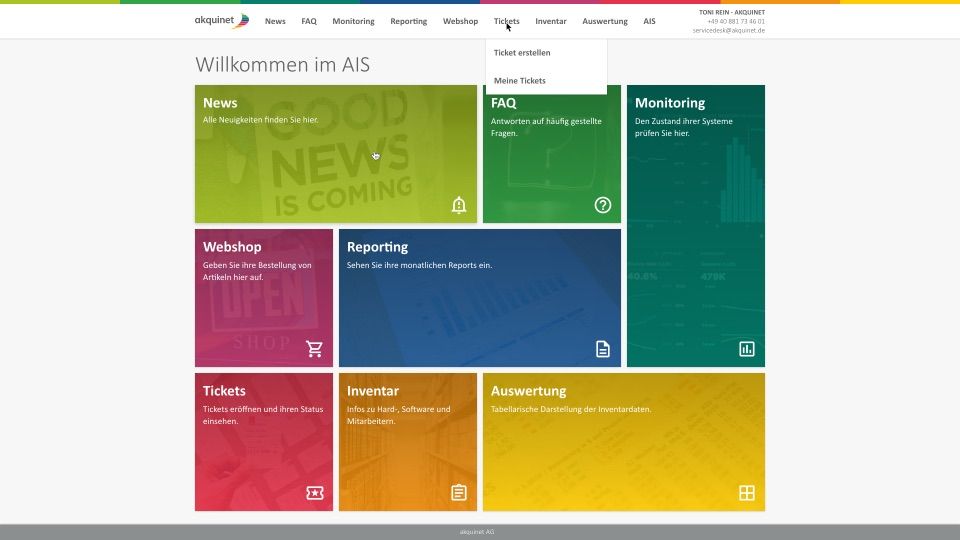 akquinet
News
FAQ
Monitoring
Reporting
Webshop
Tickets
Inventar
Auswertung
AIS
TONI REIN - AKQUINET
+49 40 881 73 46 01
servicedesk@akquinet.de
Ticket erstellen
Meine Tickets
Willkommen im AIS
News
Alle Neuigkeiten finden Sie hier.
GOOD
NEWS
IS COMING
FAQ
Antworten auf häufig gestellte
Fragen.
Monitoring
Den Zustand ihrer Systeme
prüfen Sie hier.
40.6%
479K
Webshop
Geben Sie ihre Bestellung von
Artikeln hier auf.
OPEN
SHOP
Reporting
Sehen Sie ihre monatlichen Reports ein.
Tickets
Tickets eröffnen und ihren Status
einsehen.
Inventar
Infos zu Hard-, Software und
Mitarbeitern.
Auswertung
Tabellarische Darstellung der Inventardaten.
akquinet AG